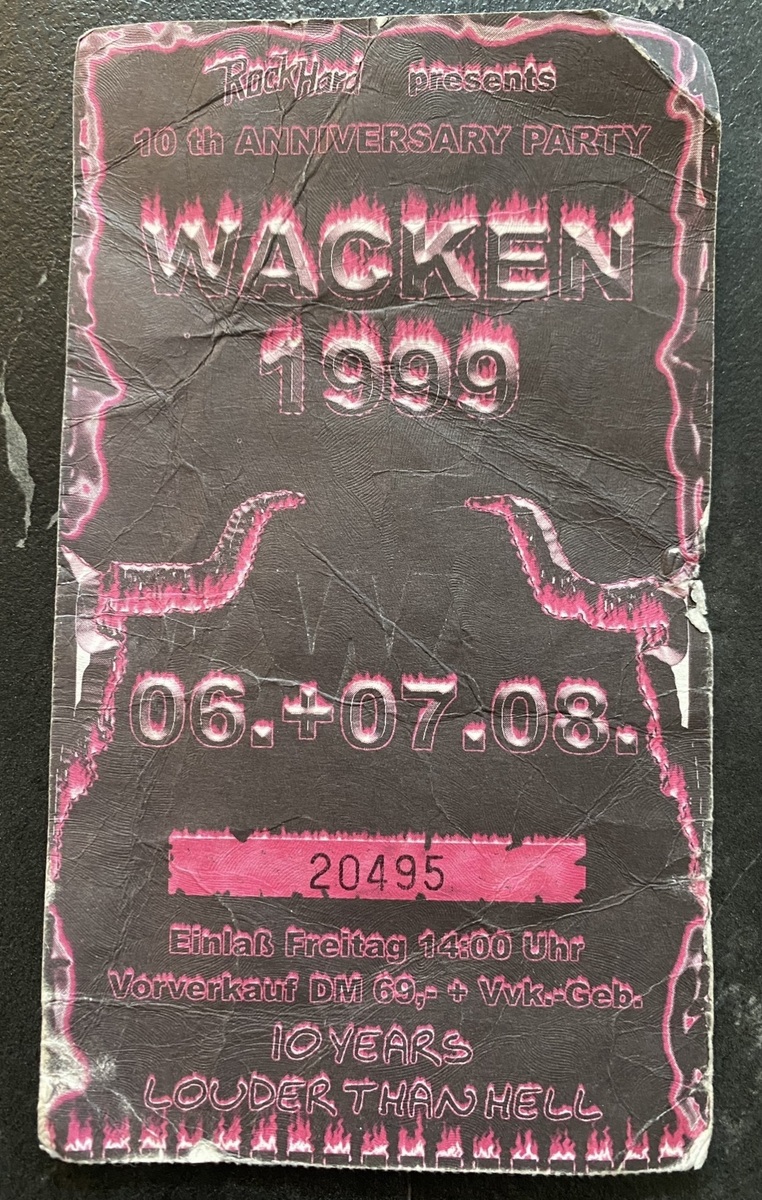 RockHard presents
10 th ANNIVERSARY PARTY
WACKEN
1999
06.+07.08.
20495
Einlaß Freitag 14:00 Uhr
Vorverkauf DM 69,- + Vvk.-Geb.
10 YEARS
LOUDER THAN HELL